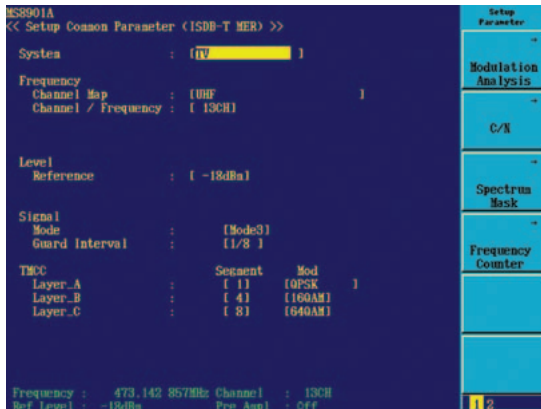 MS8901A
<< Setup Common Parameter (ISDB-T MER) >>
System : [TV ]
Frequency
Channel Map : [UHF ]
Channel / Frequency : [ 13CH]
Level
Reference : [ -18dBm]
Signal
Mode : [Mode3]
Guard Interval : [1/8 ]
TMCC Segment Mod
Layer_A : [ 1] [QPSK ]
Layer_B : [ 4] [16QAM]
Layer_C : [ 8] [64QAM]
Frequency : 473.142 857MHz Channel : 13CH
Ref Level : -18dBm Pre Ampl : Off
Setup
Parameter
→
Modulation
Analysis
→
C/N
→
Spectrum
Mask
→
Frequency
Counter
1 2